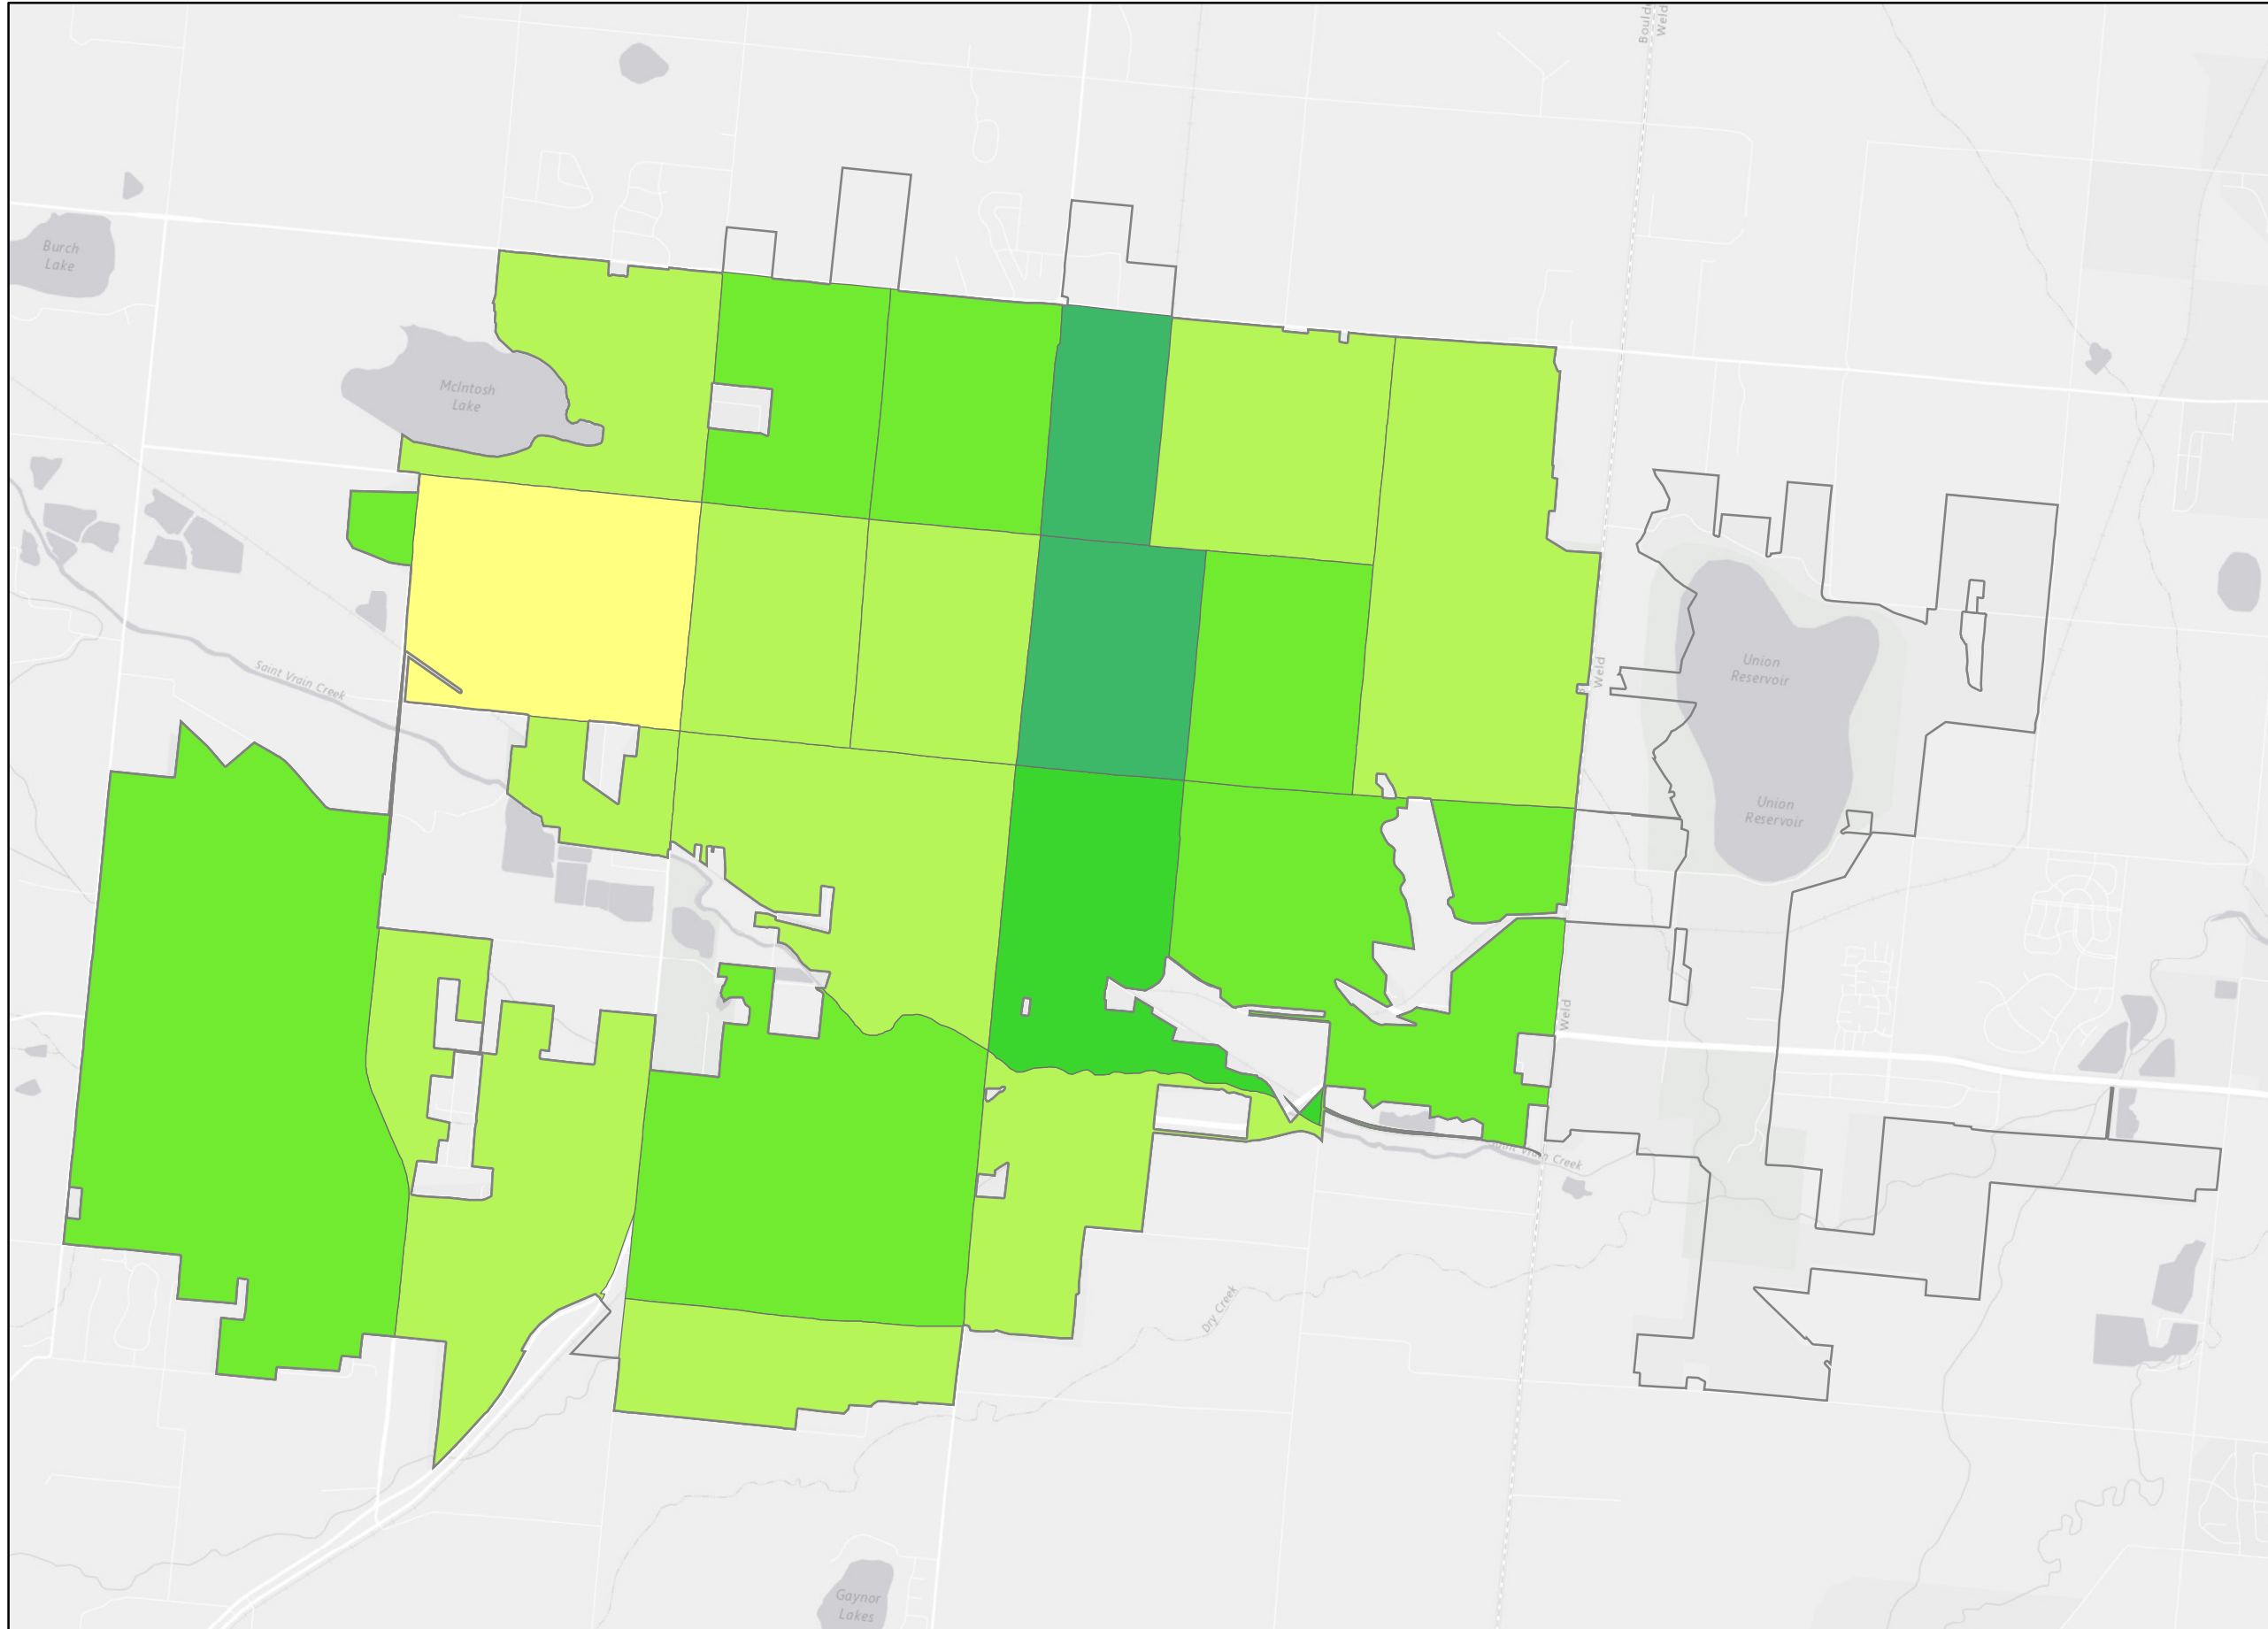 Weld
Burch
Lake
McIntosh
Lake
Weld
Union
Reservoir
Saint Vrain Creek
Union
Reservoir
Weld
Vrain Creek
Dry Creek
Gaynor
Lakes